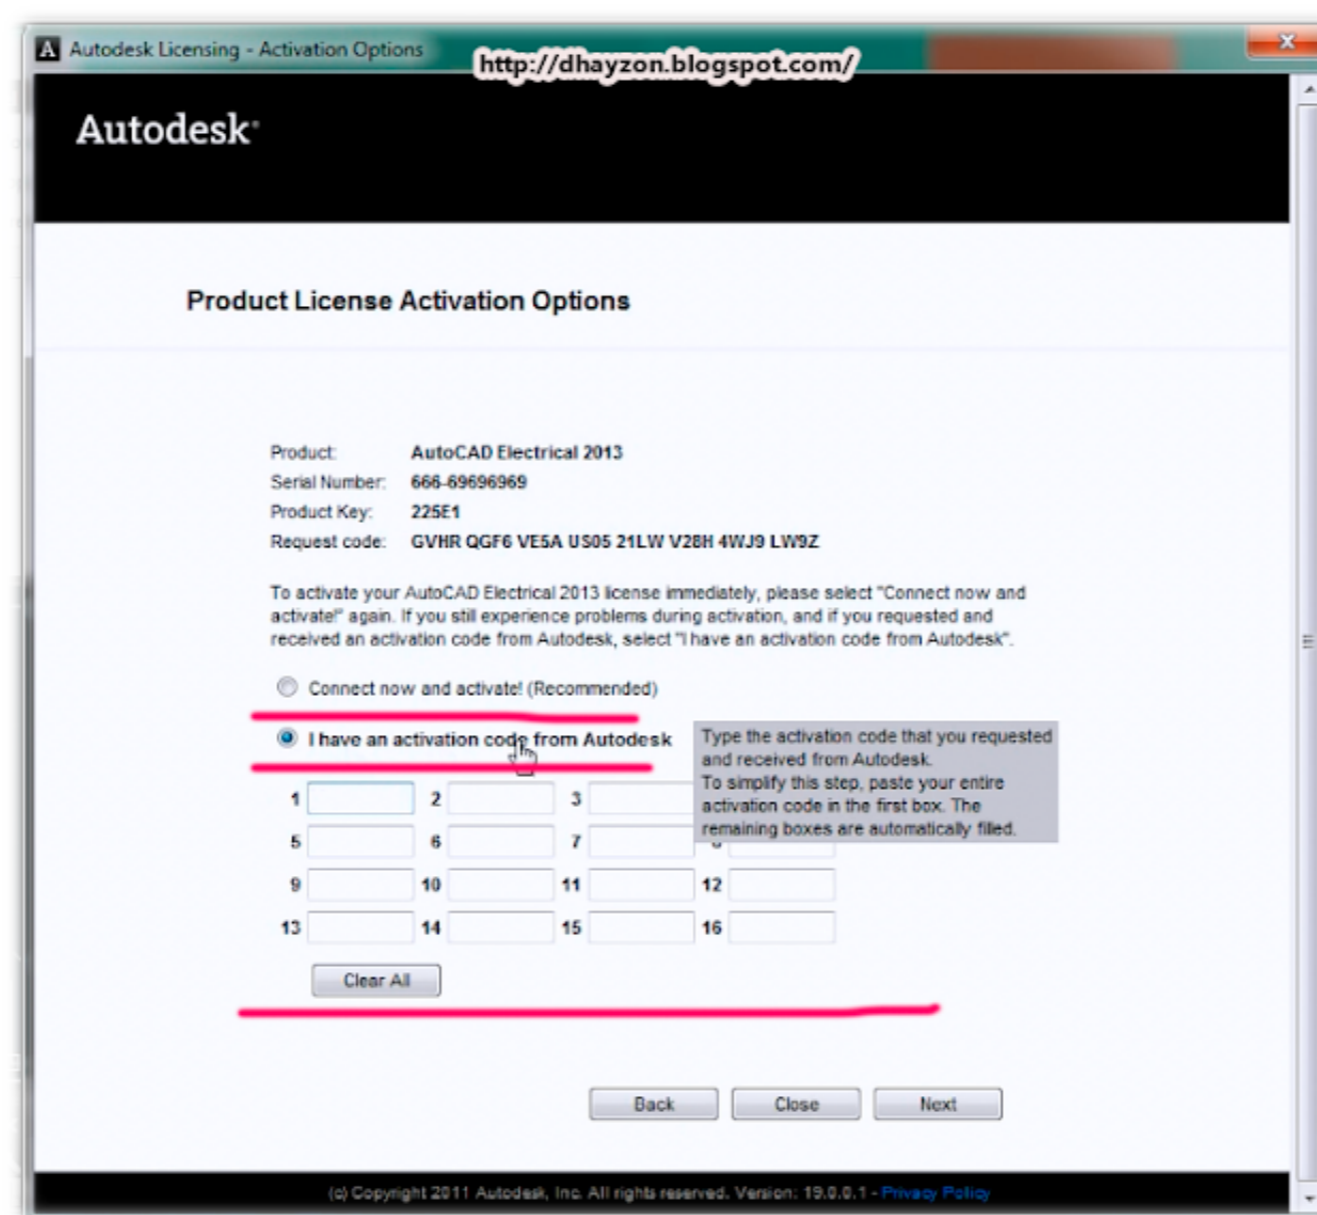 Autodesk Licensing - Activation Options
http://dhayzon.blogspot.com/
Autodesk
Product License Activation Options
Product: AutoCAD Electrical 2013
Serial Number: 666-69696969
Product Key: 225E1
Request code: GVHR QGF6 VE5A US05 21LW V28H 4WJ9 LW9Z
To activate your AutoCAD Electrical 2013 license immediately, please select "Connect now and
activate!" again. If you still experience problems during activation, and if you requested and
received an activation code from Autodesk, select "I have an activation code from Autodesk".
Connect now and activate! (Recommended)
I have an activation code from Autodesk
Type the activation code that you requested
and received from Autodesk.
To simplify this step, paste your entire
activation code in the first box. The
remaining boxes are automatically filled.
1 2 3
5 6 7
9 10 11 12
13 14 15 16
Clear All
Back Close Next
(c) Copyright 2011 Autodesk, Inc. All rights reserved. Version: 19.0.0.1 - Privacy Policy